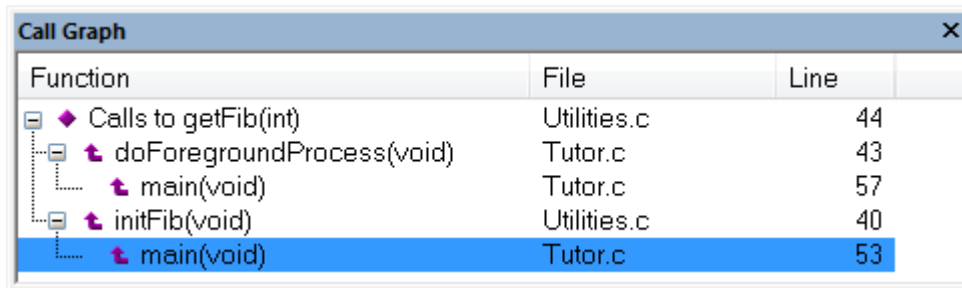 Call Graph
Function File Line
Calls to getFib(int) Utilities.c 44
doForegroundProcess(void) Tutor.c 43
main(void) Tutor.c 57
initFib(void) Utilities.c 40
main(void) Tutor.c 53